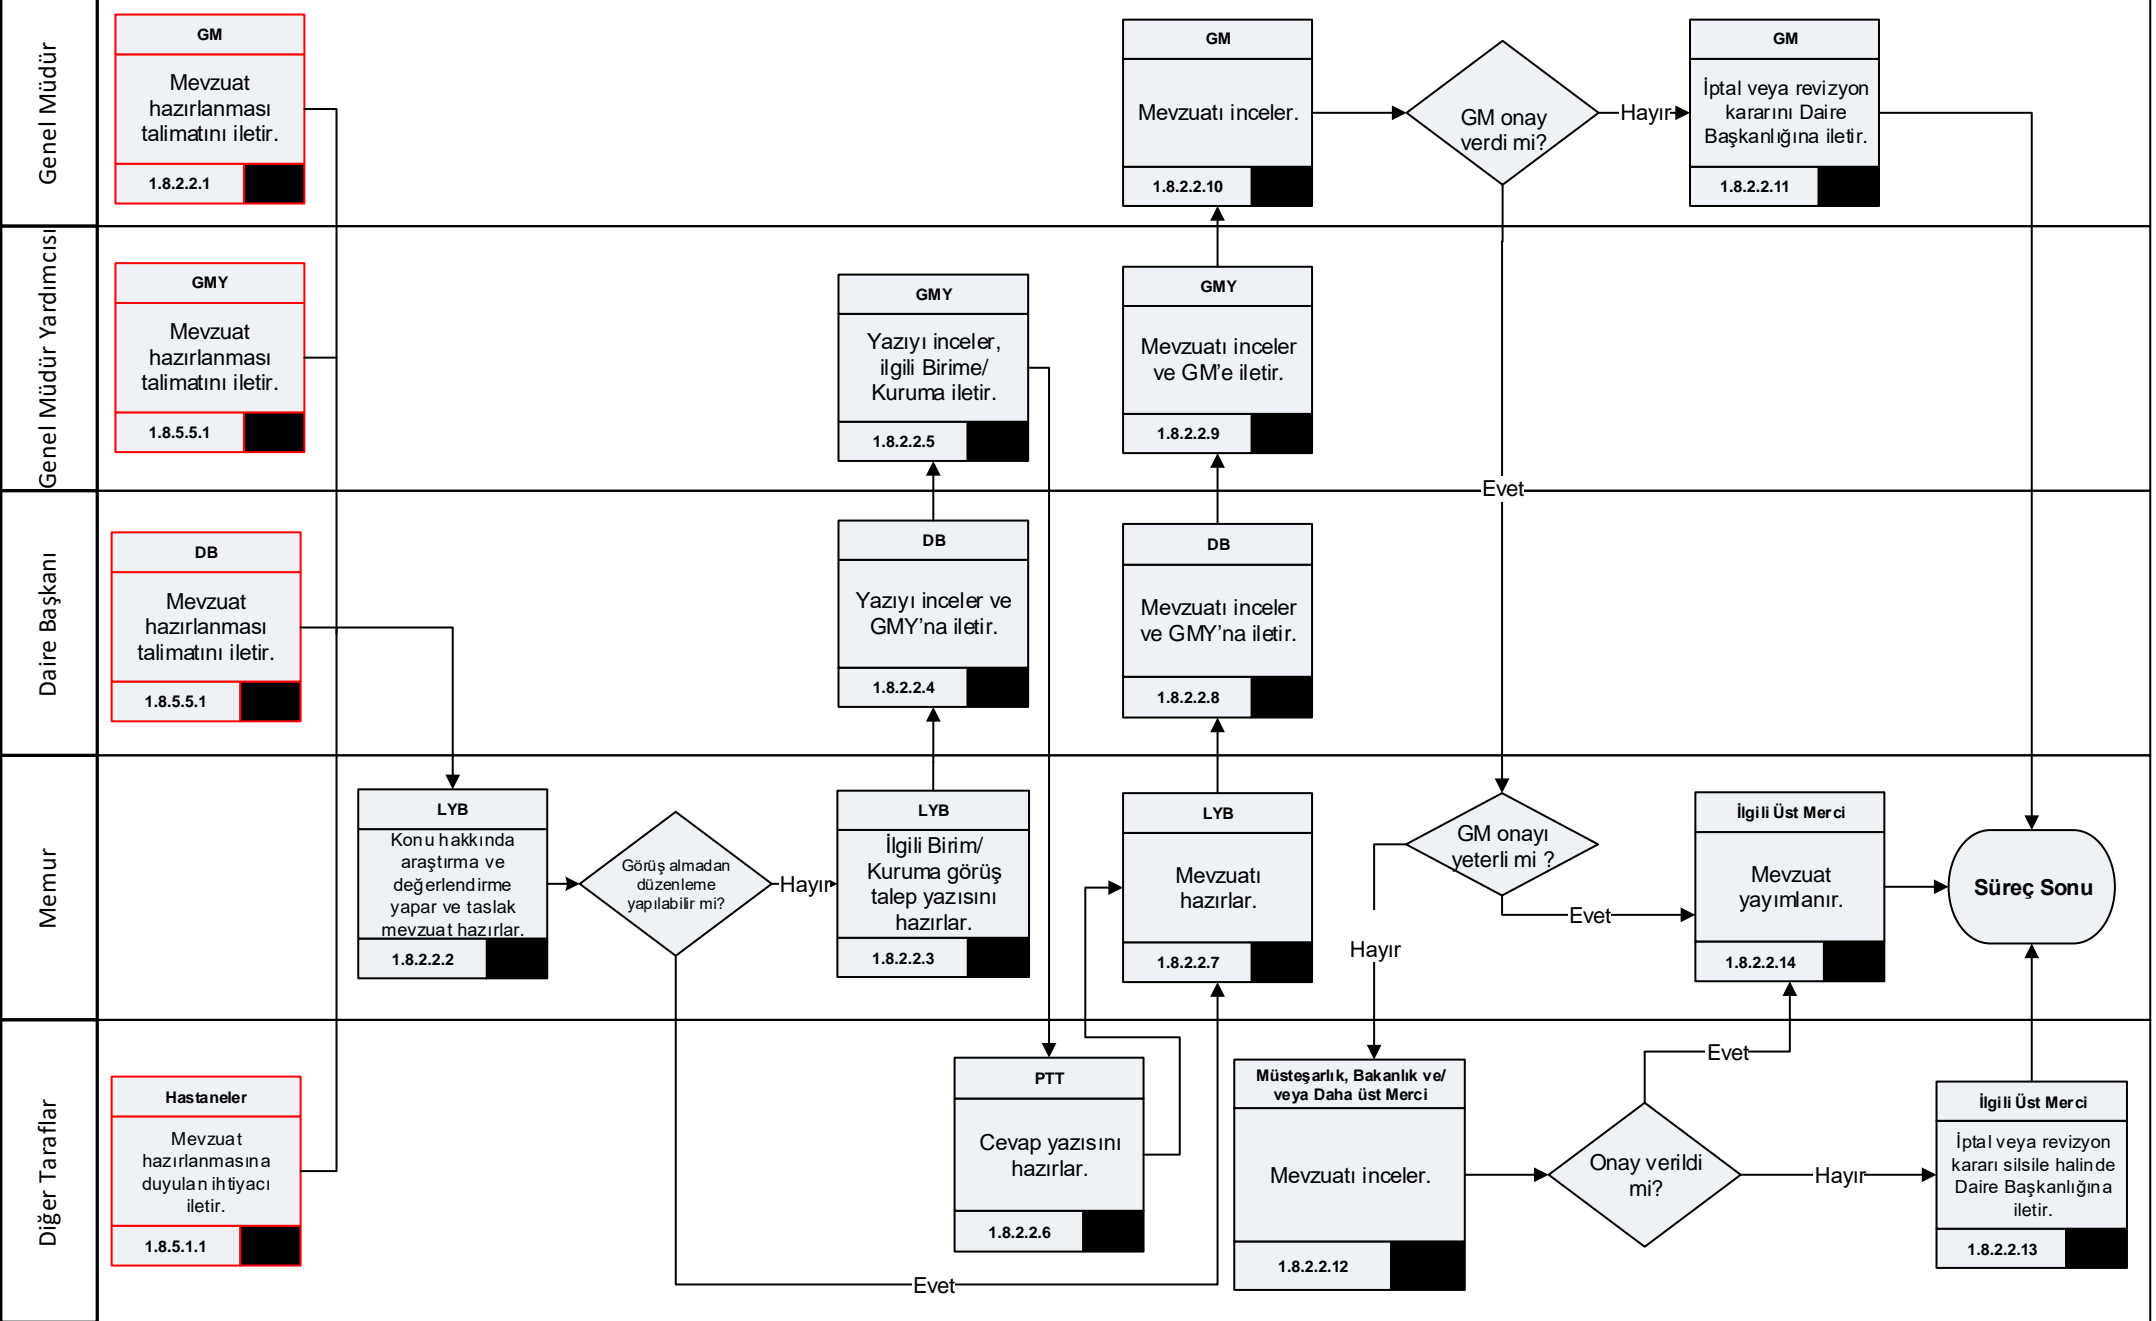 Genel Müdür
GM
Mevzuat
hazırlanması
talimatını iletir.
1.8.2.2.1
GM
Mevzuatı inceler.
1.8.2.2.10
GM onay
verdi mi?
Hayır
GM
İptal veya revizyon
kararını Daire
Başkanlığına iletir.
1.8.2.2.11
Genel Müdür Yardımcısı
GMY
Mevzuat
hazırlanması
talimatını iletir.
1.8.5.5.1
GMY
Yazıyı inceler,
ilgili Birime/
Kuruma iletir.
1.8.2.2.5
GMY
Mevzuatı inceler
ve GM'e iletir.
1.8.2.2.9
Evet
Daire Başkanı
DB
Mevzuat
hazırlanması
talimatını iletir.
1.8.5.5.1
DB
Yazıyı inceler ve
GMY'na iletir.
1.8.2.2.4
DB
Mevzuatı inceler
ve GMY'na iletir.
1.8.2.2.8
Memur
LYB
Konu hakkında
araştırma ve
değerlendirme
yapar ve taslak
mevzuat hazırlar.
1.8.2.2.2
Görüş almadan
düzenleme
yapılabilir mi?
Hayır
LYB
İlgili Birim/
Kuruma görüş
talep yazısını
hazırlar.
1.8.2.2.3
LYB
Mevzuatı
hazırlar.
1.8.2.2.7
GM onayı
yeterli mi ?
Evet
Hayır
İlgili Üst Merci
Mevzuat
yayımlanır.
1.8.2.2.14
Süreç Sonu
Diğer Taraflar
Hastaneler
Mevzuat
hazırlanmasına
duyulan ihtiyacı
iletir.
1.8.5.1.1
Evet
PTT
Cevap yazısını
hazırlar.
1.8.2.2.6
Müsteşarlık, Bakanlık ve/
veya Daha üst Merci
Mevzuatı inceler.
1.8.2.2.12
Onay verildi
mi?
Evet
Hayır
İlgili Üst Merci
İptal veya revizyon
kararı silsile halinde
Daire Başkanlığına
iletir.
1.8.2.2.13